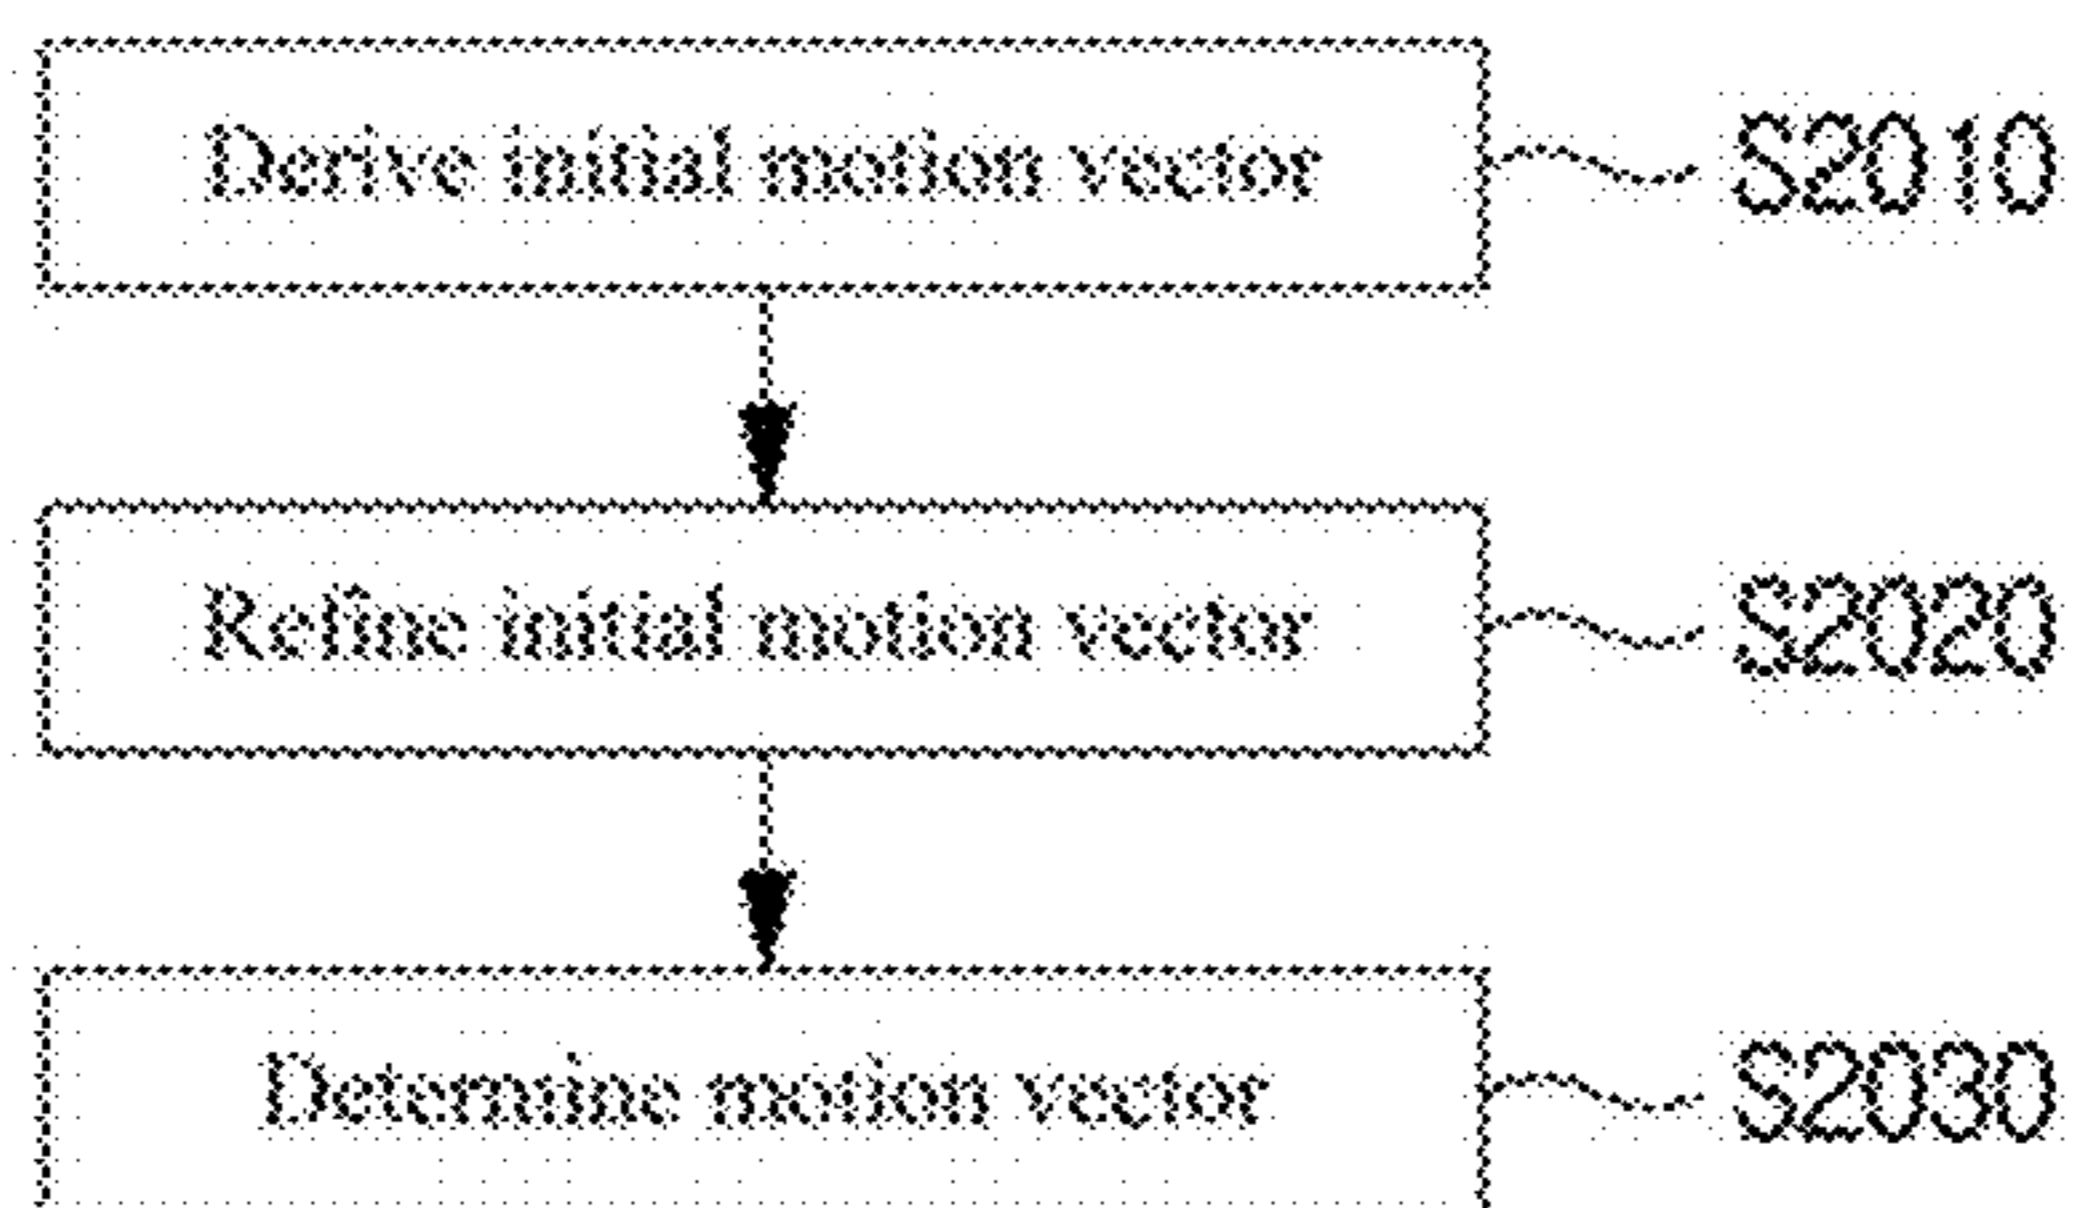 Derive initial motion vector S2010
Refine initial motion vector S2020
Determine motion vector S2030